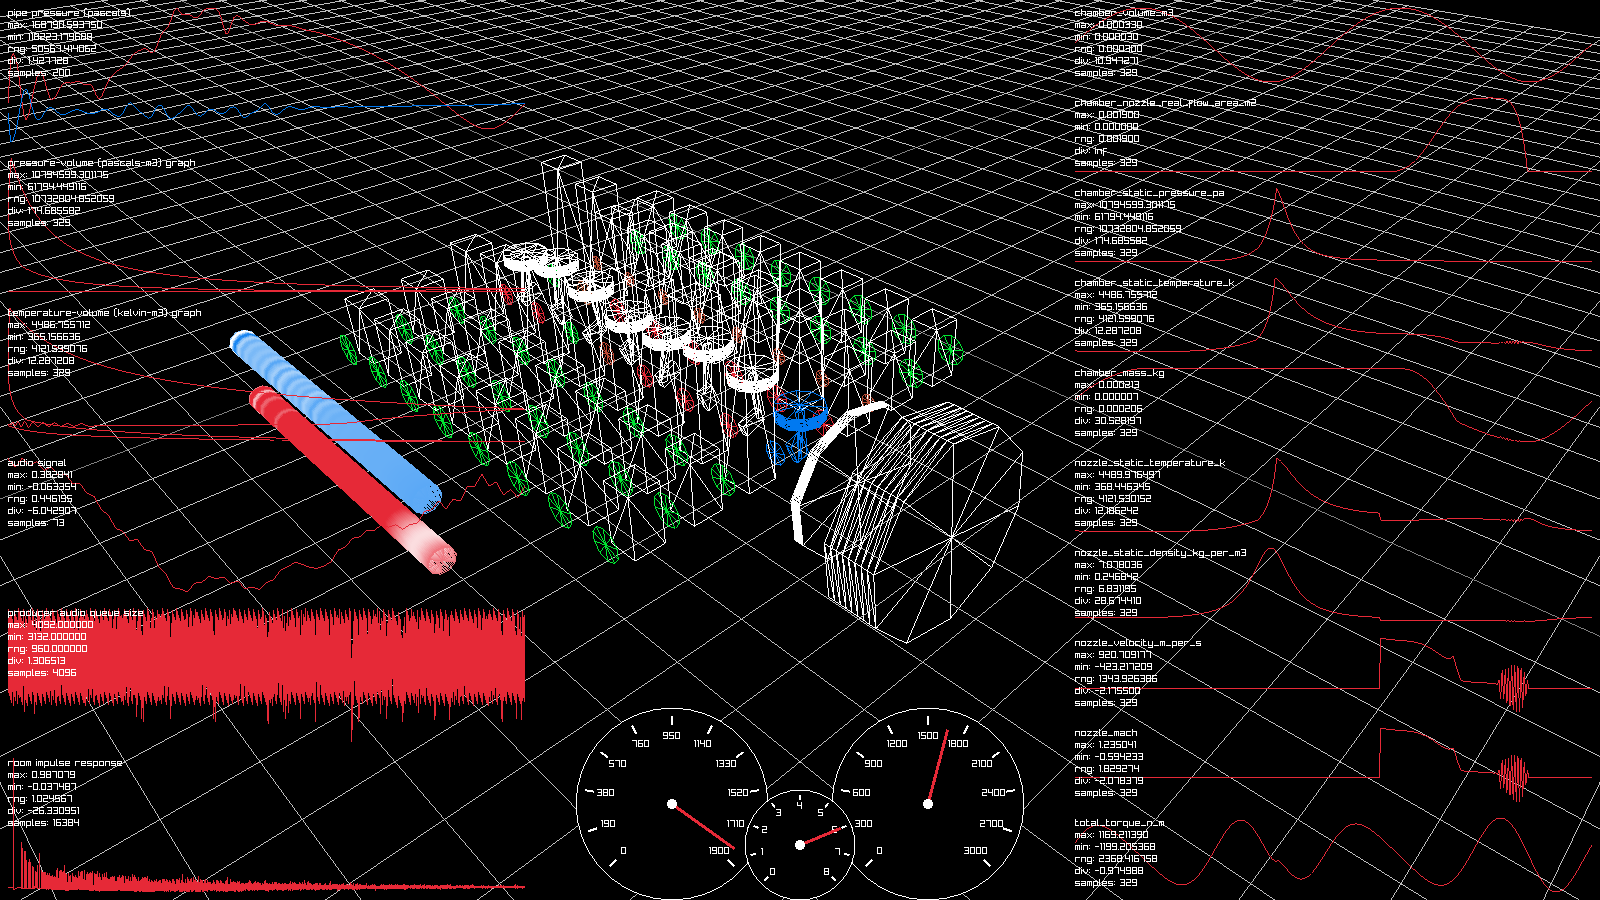 pipe pressure (pascals)
max: 168790.593750
min: 118223.179688
rng: 50567.414062
div: 1.427728
samples: 200
pressure-volume (pascals-m3) graph
max: 10794599.301175
min: 61794.449116
rng: 10732804.852059
div: 174.685582
samples: 329
temperature-volume (kelvin-m3) graph
max: 4486.755712
min: 365.156636
rng: 4121.599076
div: 12.287208
samples: 329
audio signal
max: 0.382841
min: -0.063354
rng: 0.446195
div: -6.042907
samples: 73
producer audio queue size
max: 4092.000000
min: 3132.000000
rng: 960.000000
div: 1.306513
samples: 4096
room impulse response
max: 0.987079
min: -0.037487
rng: 1.024567
div: -26.330951
samples: 16384
chamber_volume_m3
max: 0.000330
min: 0.000030
rng: 0.000300
div: 10.947271
samples: 329
chamber_nozzle_real_flow_area_m2
max: 0.001900
min: 0.000000
rng: 0.001900
div: inf
samples: 329
chamber_static_pressure_pa
max: 10794599.301175
min: 61794.449116
rng: 10732804.852059
div: 174.685582
samples: 329
chamber_static_temperature_k
max: 4486.755712
min: 365.156636
rng: 4121.599076
div: 12.287208
samples: 329
chamber_mass_kg
max: 0.000213
min: 0.000007
rng: 0.000206
div: 30.528197
samples: 329
nozzle_static_temperature_k
max: 4489.976497
min: 368.446345
rng: 4121.530152
div: 12.186242
samples: 329
nozzle_static_density_kg_per_m3
max: 7.078036
min: 0.246842
rng: 6.831195
div: 28.674410
samples: 329
nozzle_velocity_m_per_s
max: 920.709177
min: -423.217209
rng: 1343.926386
div: -2.175500
samples: 329
nozzle_mach
max: 1.235041
min: -0.594233
rng: 1.829274
div: -2.078379
samples: 329
total_torque_n_m
max: 1169.211390
min: -1199.205368
rng: 2368.416758
div: -0.974988
samples: 329
0
190
380
570
760
950
1140
1330
1520
1710
1900
0
1
2
3
4
5
6
7
8
0
300
600
900
1200
1500
1800
2100
2400
2700
3000